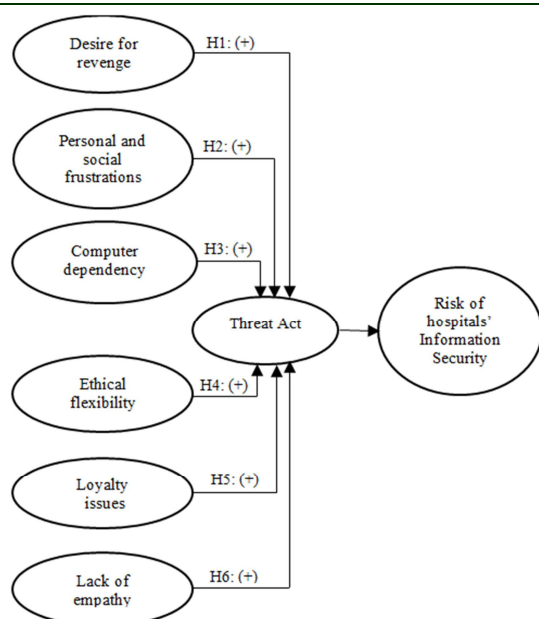 Desire for
revenge
H1: (+)
Personal and
social
frustrations
H2: (+)
Computer
dependency
H3: (+)
Threat Act
Risk of
hospitals'
Information
Security
Ethical
flexibility
H4: (+)
Loyalty
issues
H5: (+)
Lack of
empathy
H6: (+)